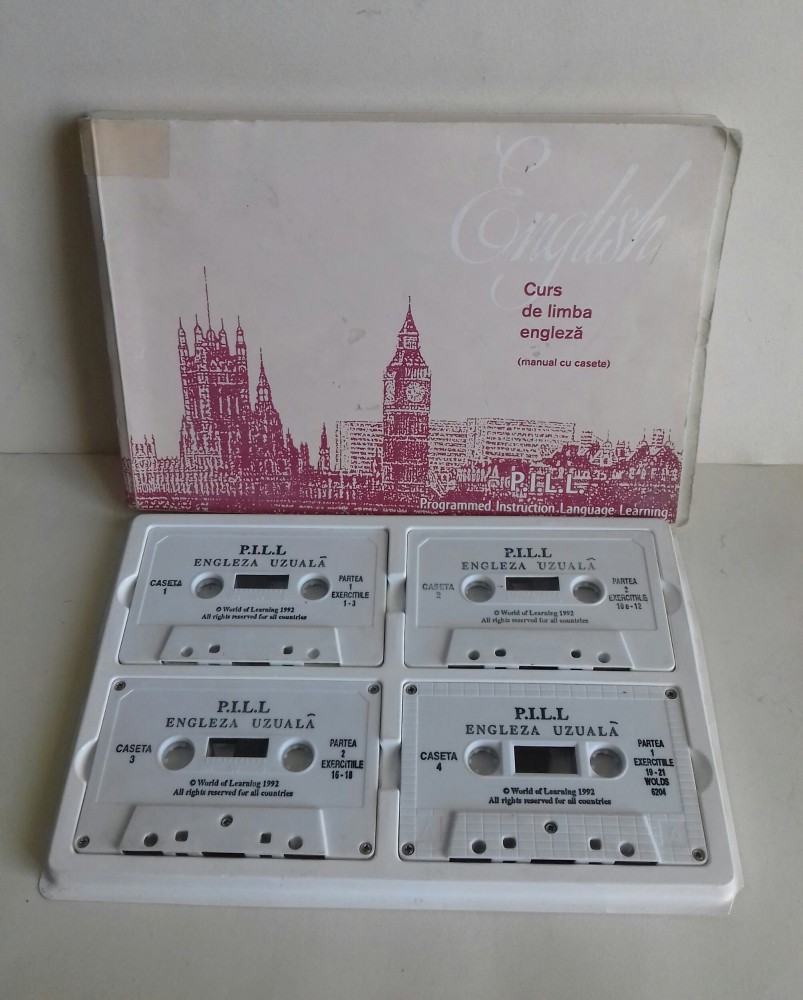 English
Curs
de limba
engleză
(manual cu casete)
P.I.L.L.
Programmed Instruction Language Learning
P.I.L.L
ENGLEZA UZUALĂ
CASETA
1
PARTEA
1
EXERCITIILE
1-3
© World of Learning 1992
All rights reserved for all countries
P.I.L.L
ENGLEZA UZUALĂ
CASETA
2
PARTEA
2
EXERCITIILE
10e-12
© World of Learning 1992
All rights reserved for all countries
P.I.L.L
ENGLEZA UZUALĂ
CASETA
3
PARTEA
2
EXERCITIILE
16-18
© World of Learning 1992
All rights reserved for all countries
P.I.L.L
ENGLEZA UZUALĂ
CASETA
4
PARTEA
1
EXERCITIILE
19-21
WOLDS
6204
© World of Learning 1992
All rights reserved for all countries